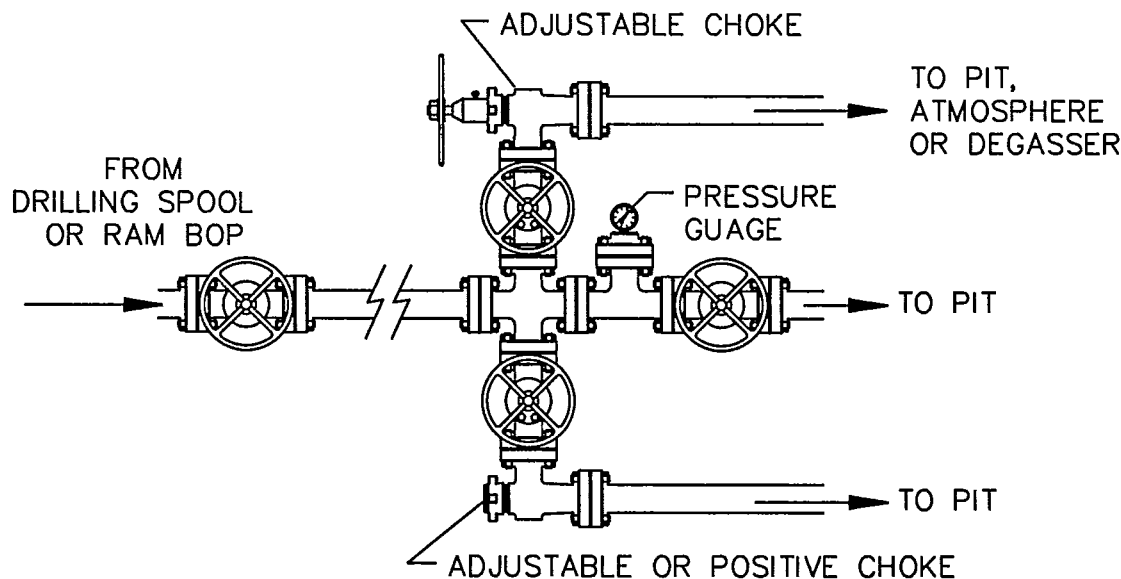 ADJUSTABLE CHOKE
TO PIT,
ATMOSPHERE
OR DEGASSER
FROM
DRILLING SPOOL
OR RAM BOP
PRESSURE
GUAGE
TO PIT
TO PIT
ADJUSTABLE OR POSITIVE CHOKE